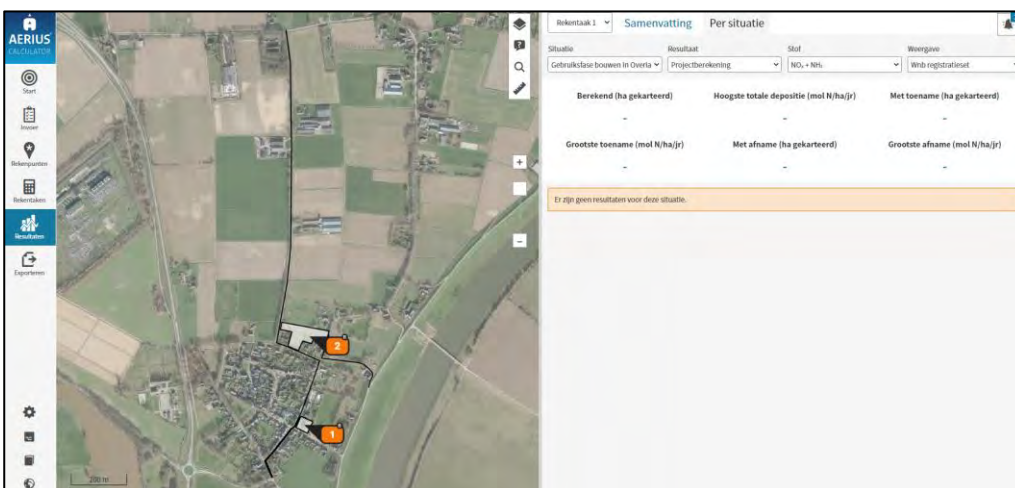 AERIUS
CALCULATOR
Start
Invoer
Rekenpunten
Rekentaken
Resultaten
Exporteren
2
1
200 m
Rekentaak 1
Samenvatting
Per situatie
Situatie
Resultaat
Stof
Weergave
Gebruiksfase bouwen in Overla
Projectberekening
NOₓ + NH₃
Wnb registratieset
Berekend (ha gekarteerd)
Hoogste totale depositie (mol N/ha/jr)
Met toename (ha gekarteerd)
-
-
-
Grootste toename (mol N/ha/jr)
Met afname (ha gekarteerd)
Grootste afname (mol N/ha/jr)
-
-
-
Er zijn geen resultaten voor deze situatie.